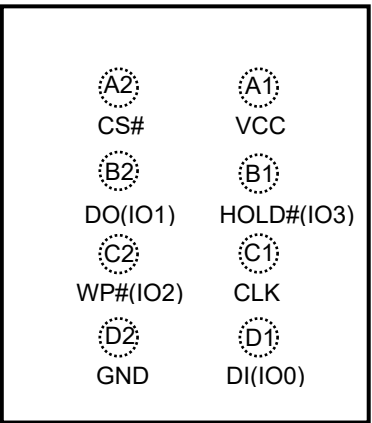 A2 A1
CS# VCC
B2 B1
DO(IO1) HOLD#(IO3)
C2 C1
WP#(IO2) CLK
D2 D1
GND DI(IO0)